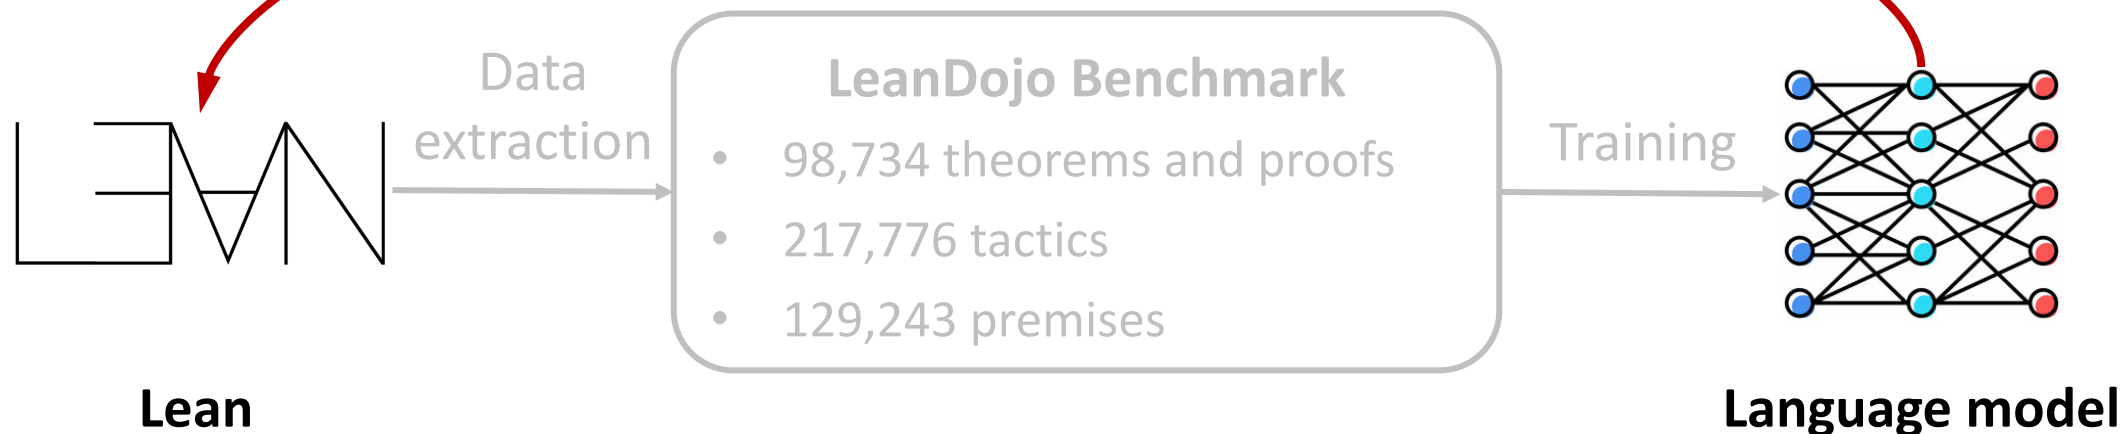 Data
extraction
LEAN
LeanDojo Benchmark
• 98,734 theorems and proofs
• 217,776 tactics
• 129,243 premises
Training
Lean
Language model